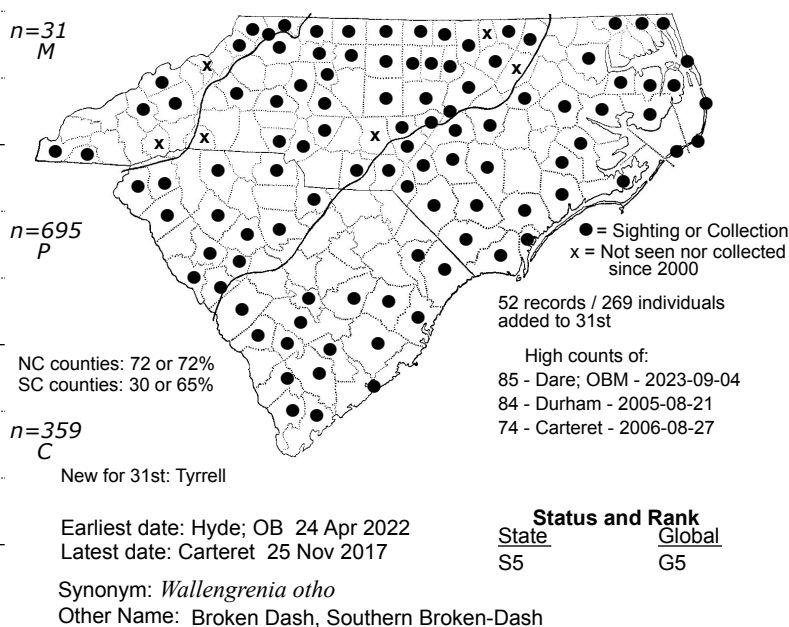 n=31
M
● = Sighting or Collection
n=695
P
x = Not seen nor collected
since 2000
52 records / 269 individuals
added to 31st
NC counties: 72 or 72%
SC counties: 30 or 65%
High counts of:
85 - Dare; OBM - 2023-09-04
84 - Durham - 2005-08-21
74 - Carteret - 2006-08-27
n=359
C
New for 31st: Tyrrell
Earliest date: Hyde; OB 24 Apr 2022
Latest date: Carteret 25 Nov 2017
Status and Rank
State Global
S5 G5
Synonym: Wallengrenia otho
Other Name: Broken Dash, Southern Broken-Dash